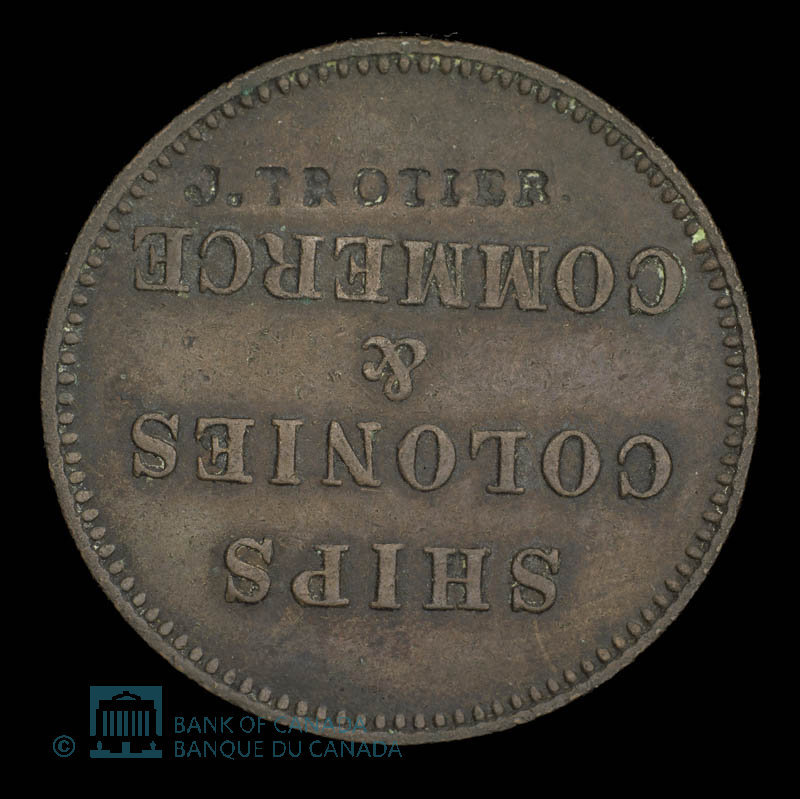 J. TROTIER.
SHIPS
COLONIES
&
COMMERCE
© BANK OF CANADA
BANQUE DU CANADA